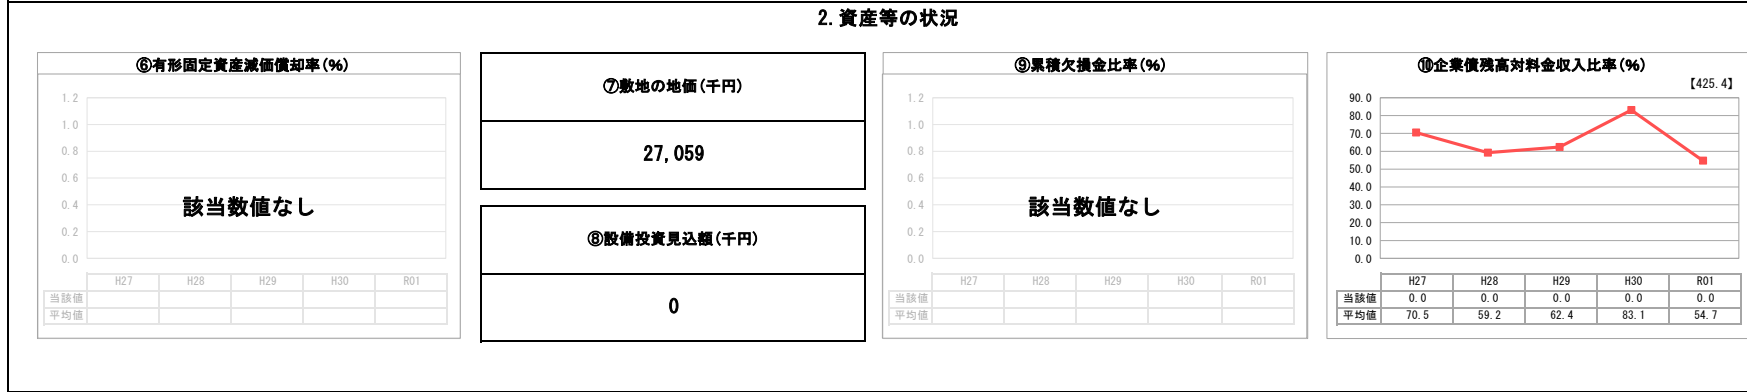 2.資産等の状況
⑥有形固定資産減価償却率(%)
1.2
1.0
0.8
0.6
0.4
0.2
0.0
該当数値なし
H27 H28 H29 H30 R01
当該値
平均値
⑦敷地の地価(千円)
27,059
⑧設備投資見込額(千円)
0
⑨累積欠損金比率(%)
1.2
1.0
0.8
0.6
0.4
0.2
0.0
該当数値なし
H27 H28 H29 H30 R01
当該値
平均値
⑩企業債残高対料金収入比率(%)
【425.4】
90.0
80.0
70.0
60.0
50.0
40.0
30.0
20.0
10.0
0.0
H27 H28 H29 H30 R01
当該値 0.0 0.0 0.0 0.0 0.0
平均値 70.5 59.2 62.4 83.1 54.7